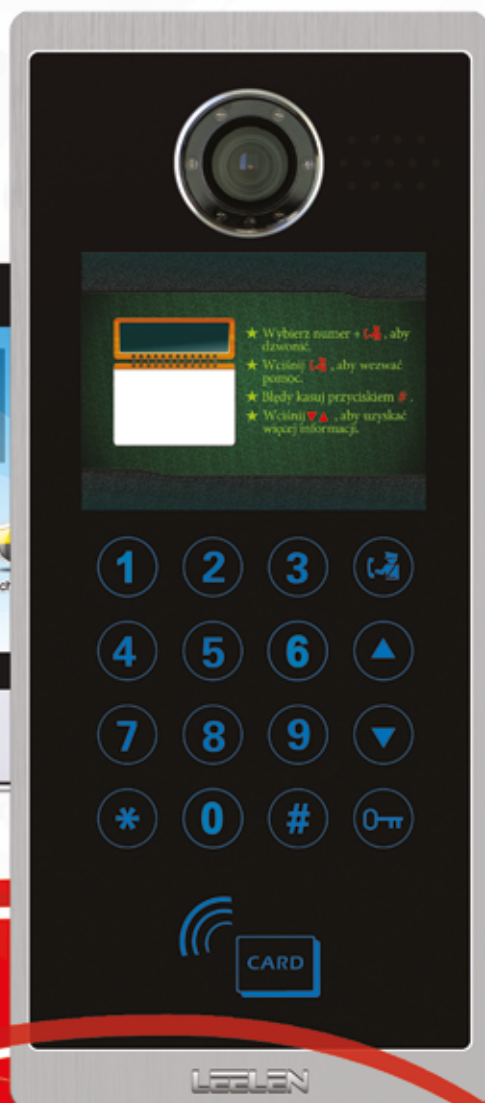 ★ Wybierz numer + , aby
dzwonić.
★ Wciśnij , aby wezwać
pomoc.
★ Błędy kasuj przyciskiem # .
★ Wciśnij ▼▲ , aby uzyskać
więcej informacji.
1 2 3
4 5 6 ▲
7 8 9 ▼
* 0 #
CARD
LEELEN
ch